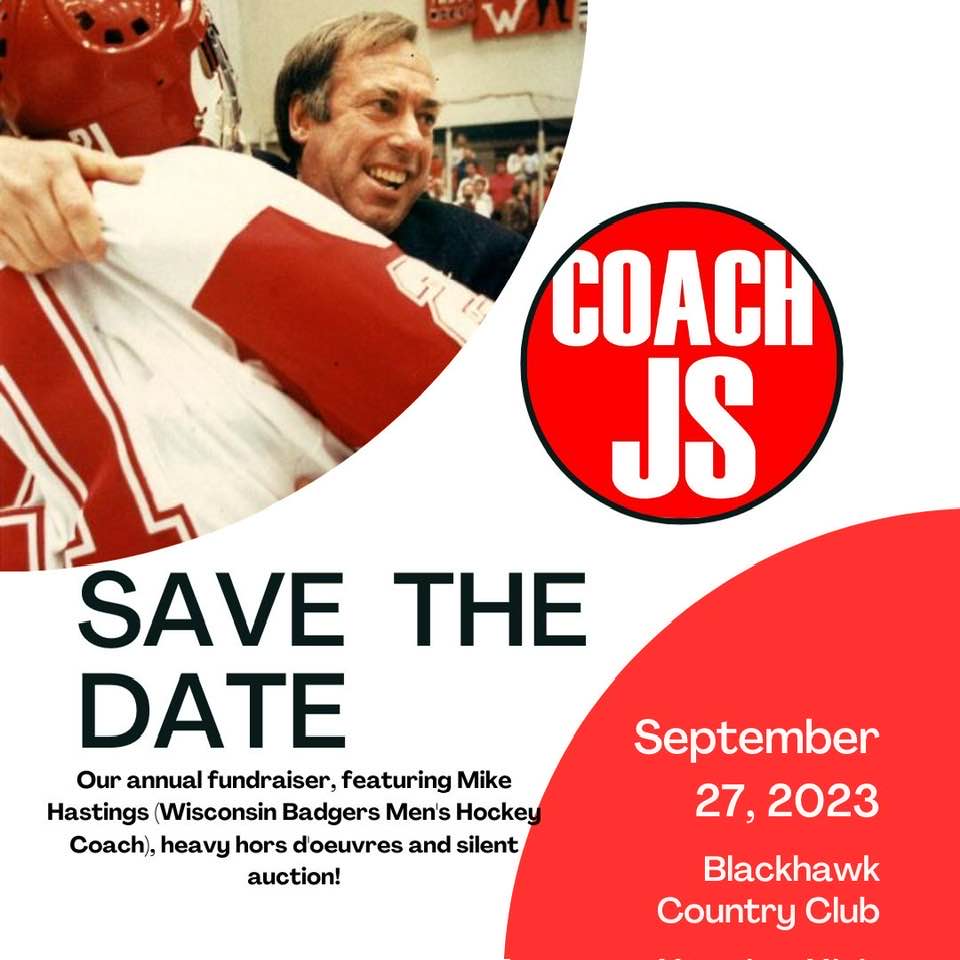 W
21
COACH
JS
SAVE THE
DATE
Our annual fundraiser, featuring Mike
Hastings (Wisconsin Badgers Men's Hockey
Coach), heavy hors d'oeuvres and silent
auction!
September
27, 2023
Blackhawk
Country Club